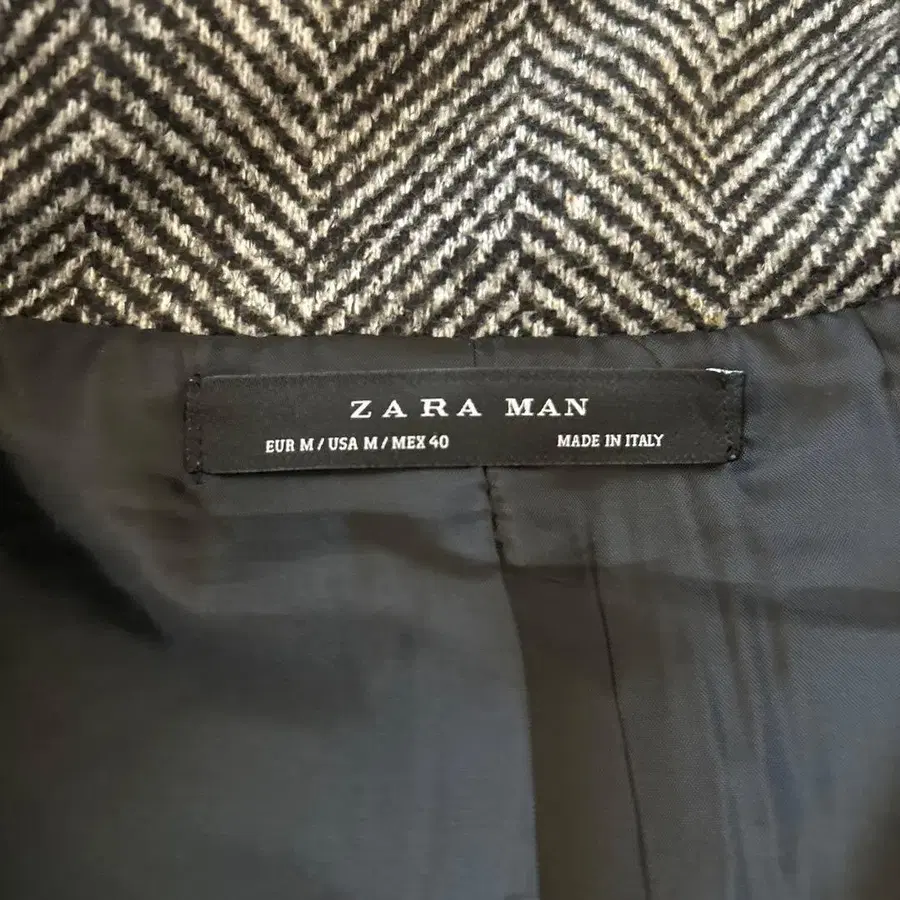 ZARA MAN
EUR M / USA M / MEX 40 MADE IN ITALY